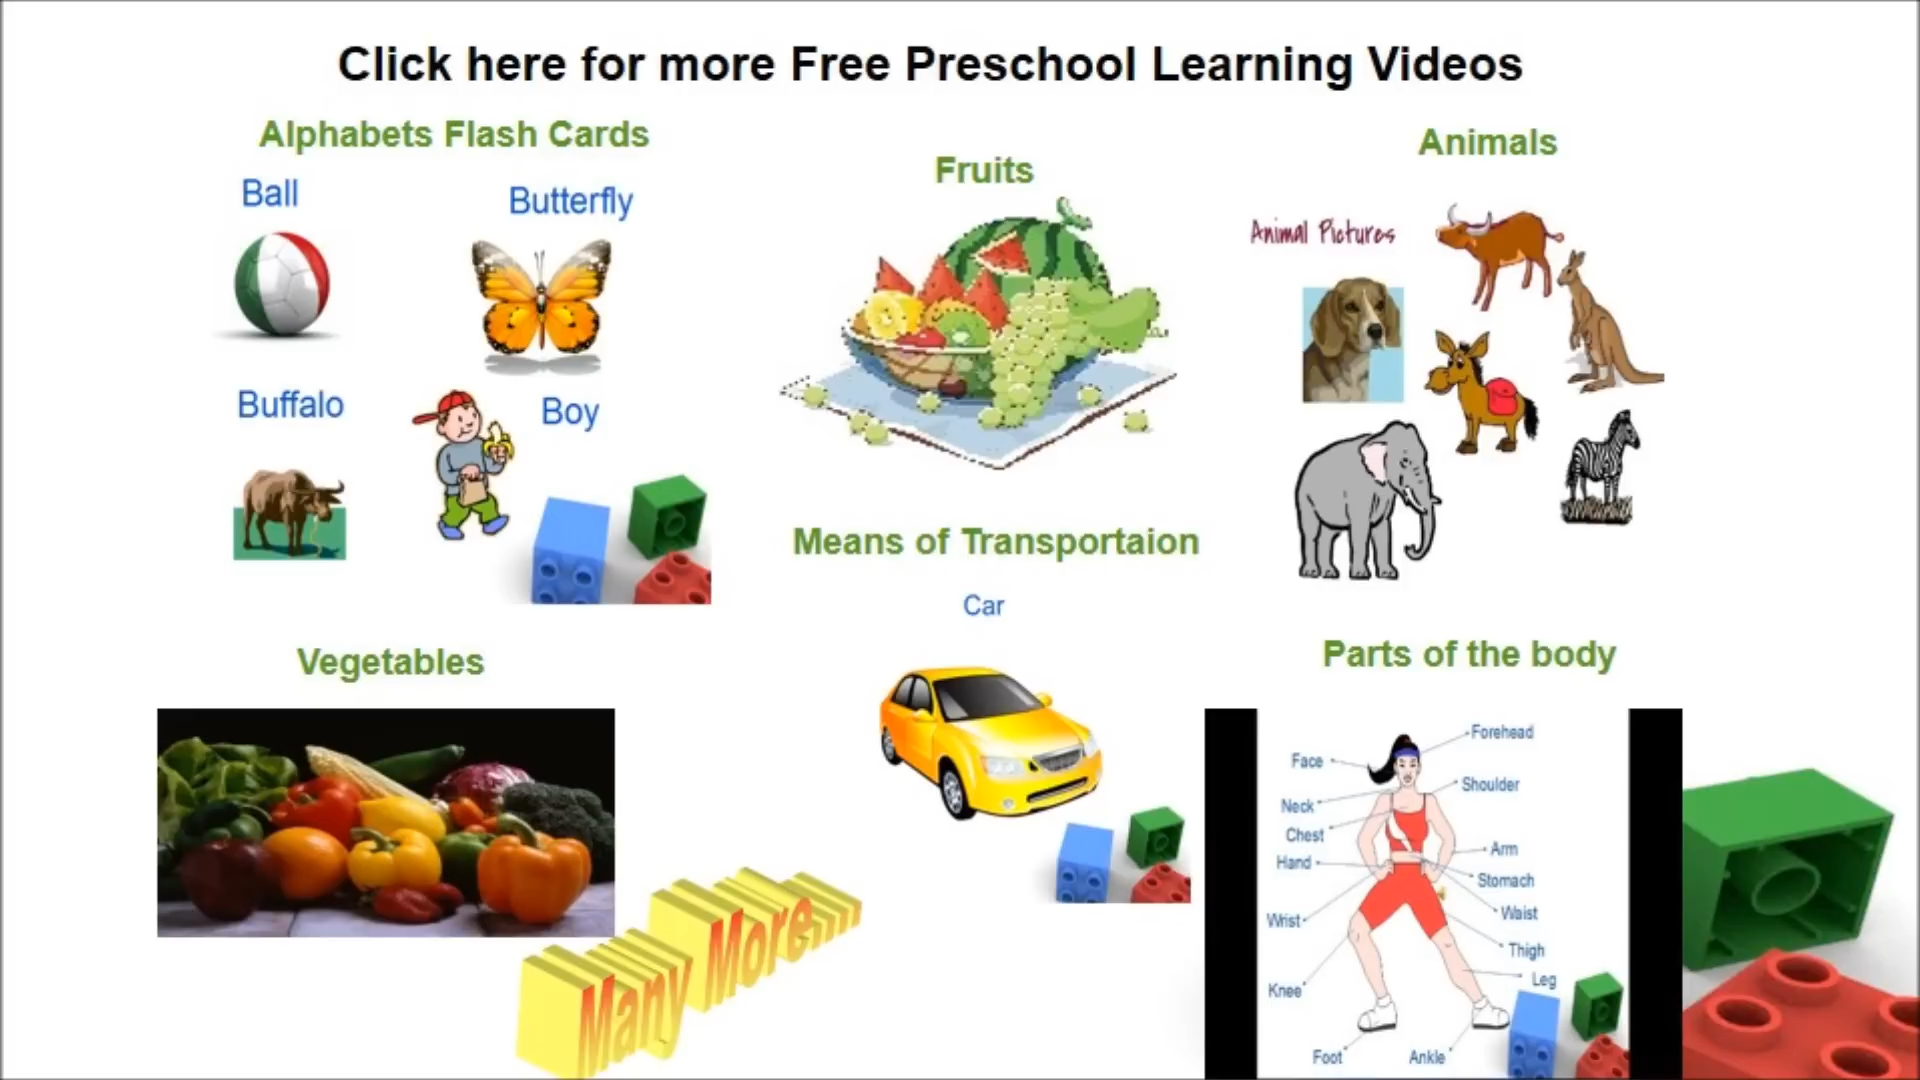 Click here for more Free Preschool Learning Videos
Alphabets Flash Cards
Ball
Butterfly
Buffalo
Boy
Fruits
Animals
Animal Pictures
Means of Transportaion
Car
Vegetables
Many More...
Parts of the body
Forehead
Face
Shoulder
Neck
Chest
Hand
Arm
Stomach
Wrist
Waist
Thigh
Leg
Knee
Foot
Ankle